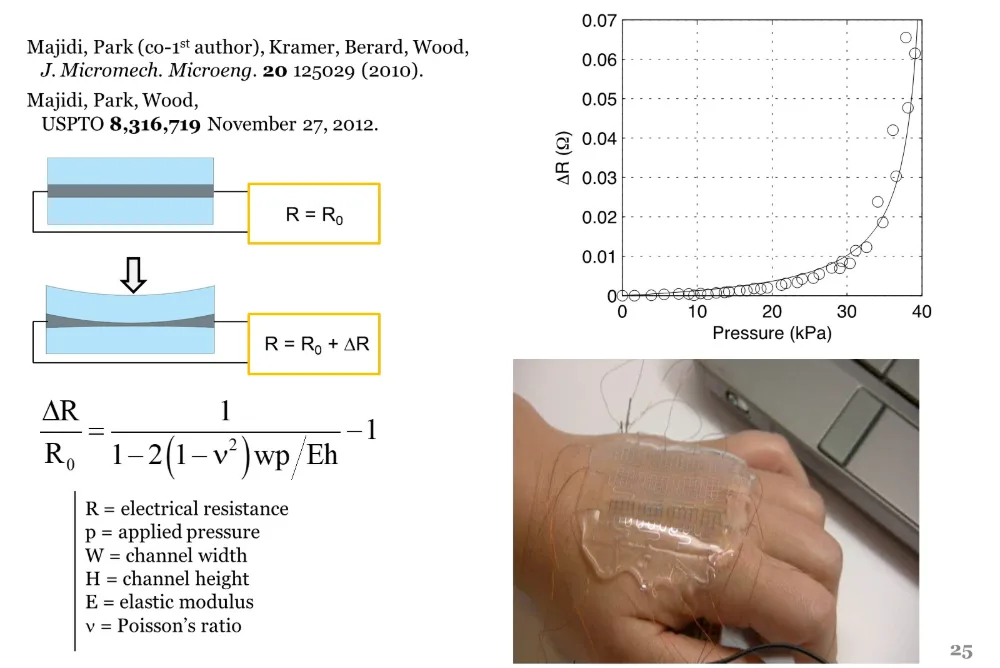 Majidi, Park (co-1st author), Kramer, Berard, Wood,
J. Micromech. Microeng. 20 125029 (2010).
Majidi, Park, Wood,
USPTO 8,316,719 November 27, 2012.
R = R0
R = R0 + ΔR
ΔR/R0 = 1/(1 − 2(1 − ν²)wp/Eh) − 1
R = electrical resistance
p = applied pressure
W = channel width
H = channel height
E = elastic modulus
ν = Poisson’s ratio
0.07
0.06
0.05
0.04
0.03
0.02
0.01
0
ΔR (Ω)
0 10 20 30 40
Pressure (kPa)
25